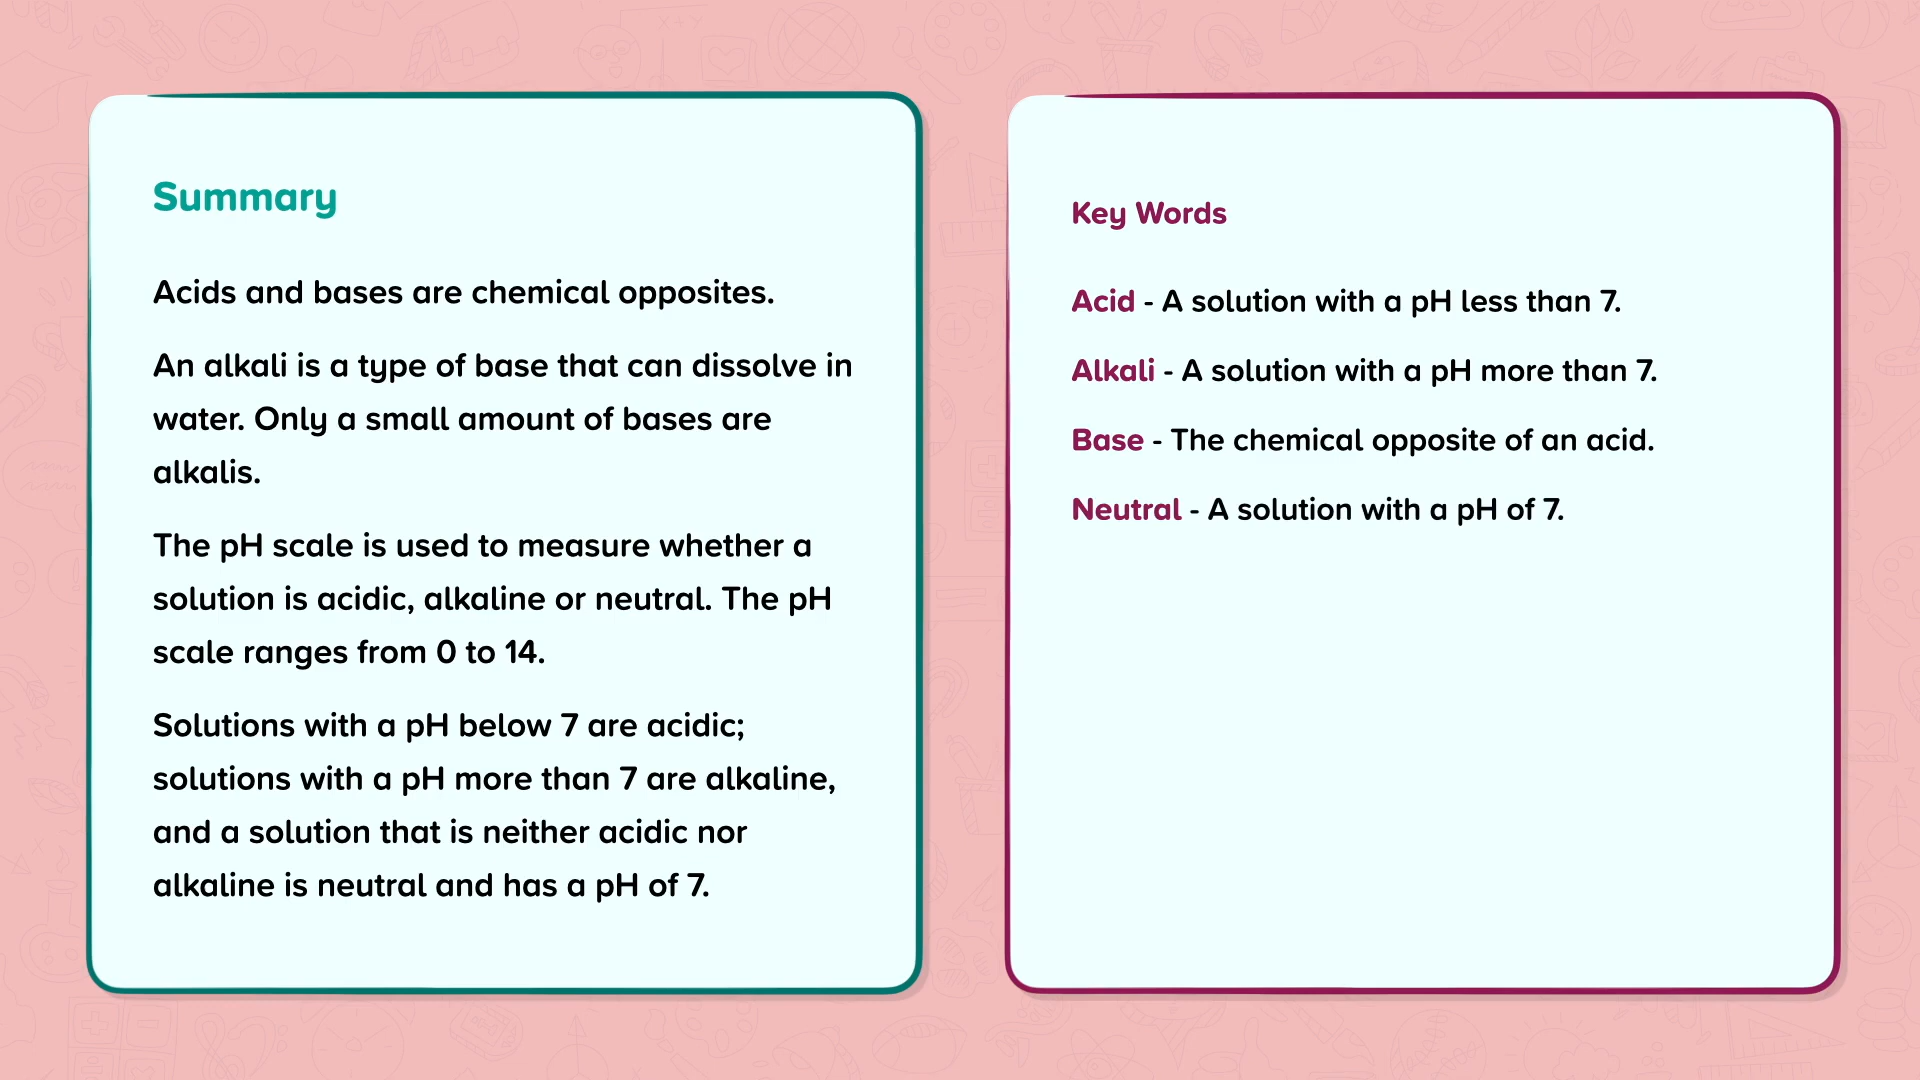 Summary
Acids and bases are chemical opposites.
An alkali is a type of base that can dissolve in
water. Only a small amount of bases are
alkalis.
The pH scale is used to measure whether a
solution is acidic, alkaline or neutral. The pH
scale ranges from 0 to 14.
Solutions with a pH below 7 are acidic;
solutions with a pH more than 7 are alkaline,
and a solution that is neither acidic nor
alkaline is neutral and has a pH of 7.
Key Words
Acid - A solution with a pH less than 7.
Alkali - A solution with a pH more than 7.
Base - The chemical opposite of an acid.
Neutral - A solution with a pH of 7.